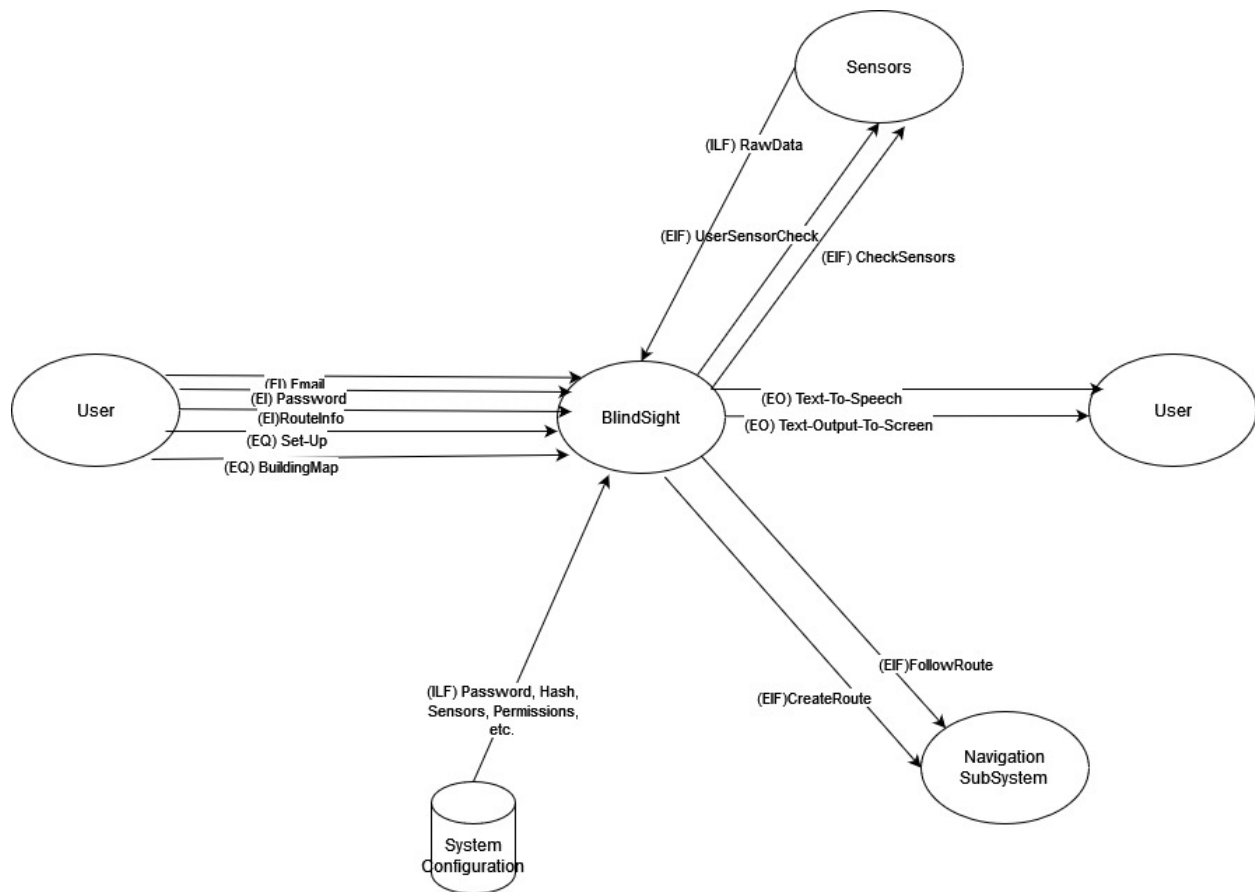 Sensors
(ILF) RawData
(EIF) UserSensorCheck
(EIF) CheckSensors
User
(EI) Email
(EI) Password
(EI)RouteInfo
(EQ) Set-Up
(EQ) BuildingMap
BlindSight
(EO) Text-To-Speech
(EO) Text-Output-To-Screen
User
(ILF) Password, Hash,
Sensors, Permissions,
etc.
(EIF)FollowRoute
(EIF)CreateRoute
Navigation
SubSystem
System
Configuration